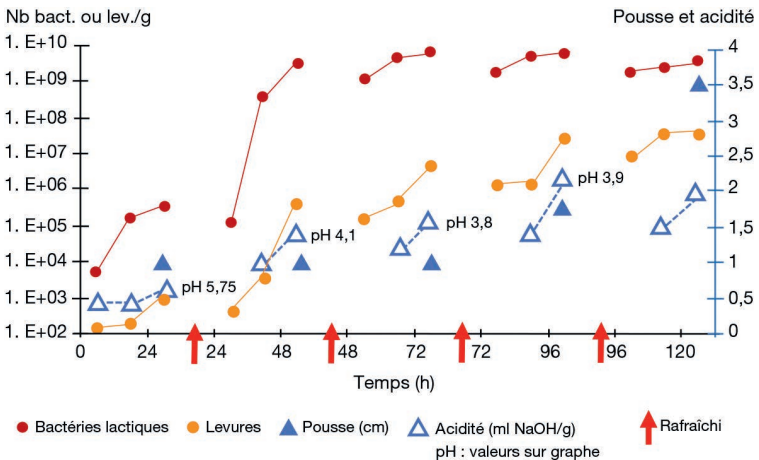 Nb bact. ou lev./g
Pousse et acidité
1. E+10
1. E+09
1. E+08
1. E+07
1. E+06
1. E+05
1. E+04
1. E+03
1. E+02
4
3,5
3
2,5
2
1,5
1
0,5
0
pH 5,75
pH 4,1
pH 3,8
pH 3,9
0 24 24 48 48 72 72 96 96 120
Temps (h)
Bactéries lactiques Levures Pousse (cm) Acidité (ml NaOH/g) Rafraîchi
pH : valeurs sur graphe